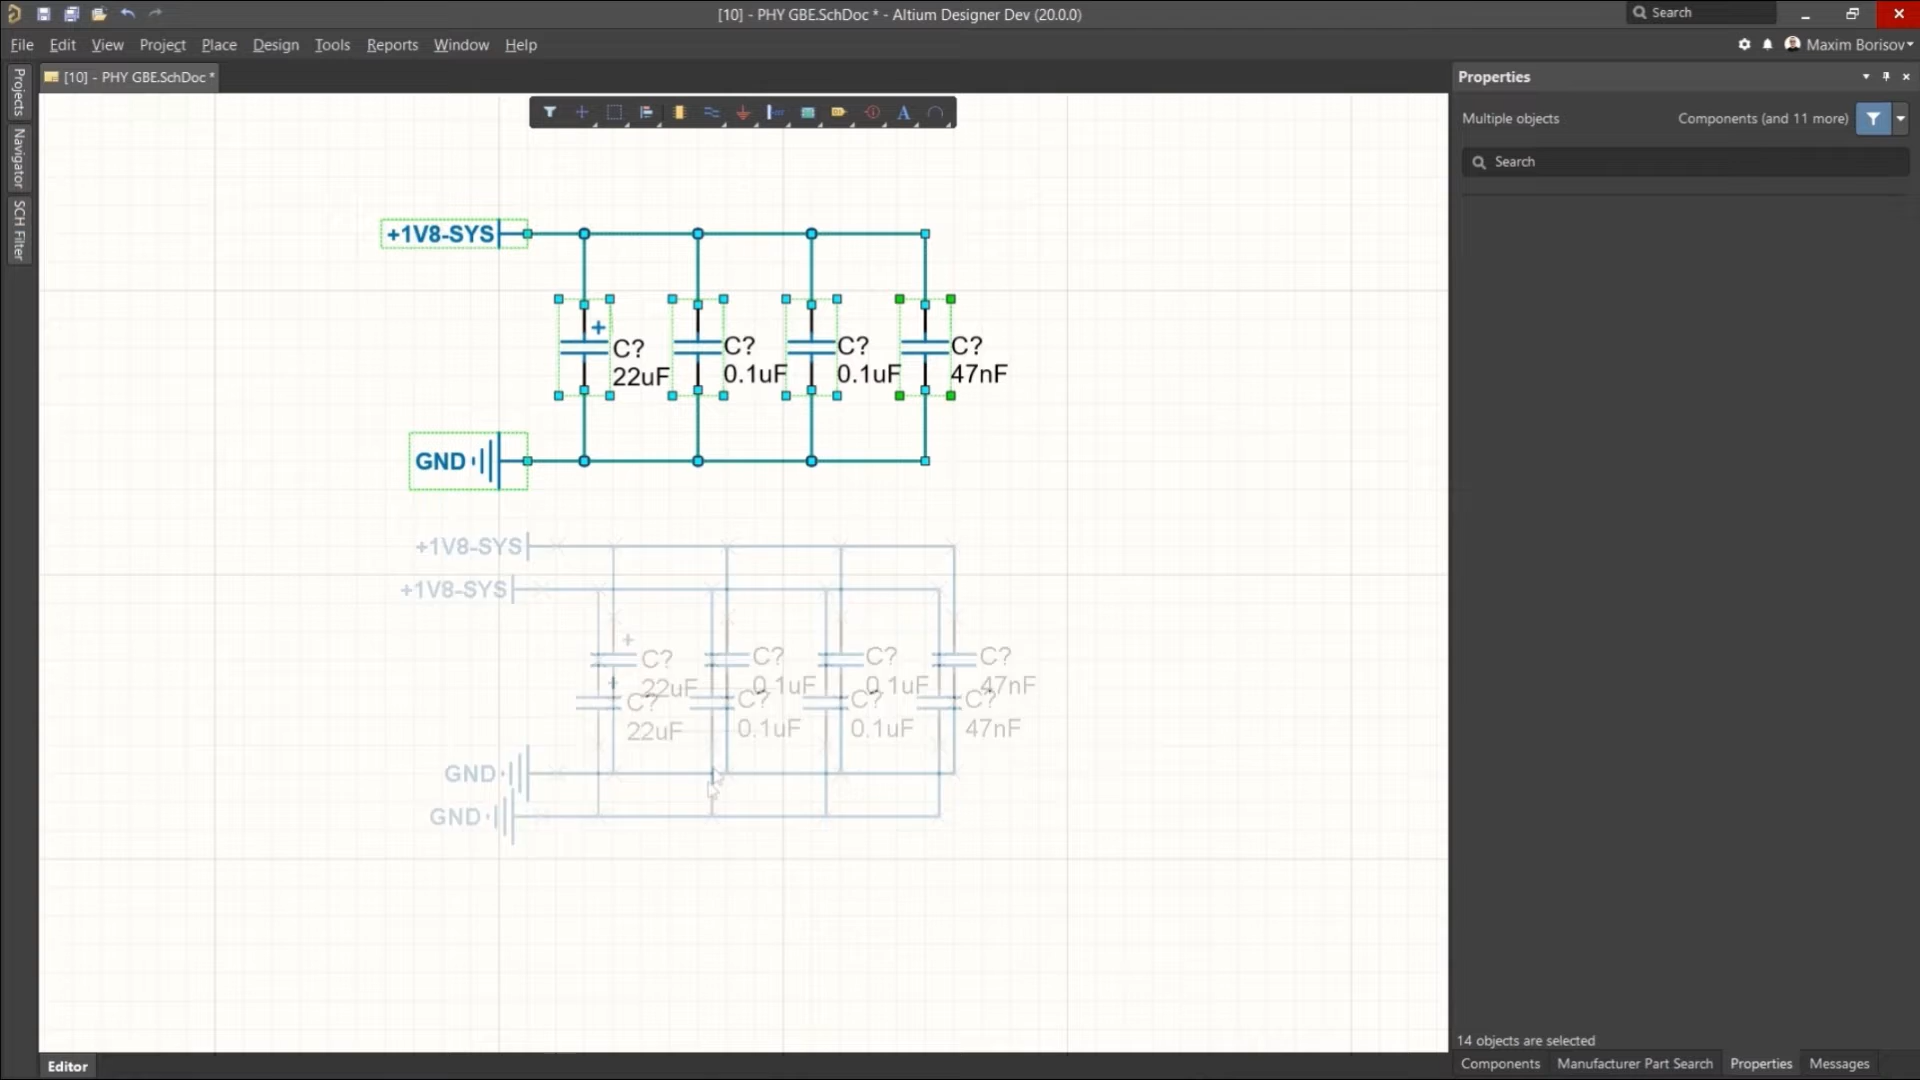 [10] - PHY GBE.SchDoc * - Altium Designer Dev (20.0.0)
Search
File Edit View Project Place Design Tools Reports Window Help
Maxim Borisov
[10] - PHY GBE.SchDoc *
Projects
Navigator
SCH Filter
Properties
Multiple objects
Components (and 11 more)
Search
+1V8-SYS
+
C? C? C? C?
22uF 0.1uF 0.1uF 47nF
GND
+1V8-SYS
+1V8-SYS
+
C? C? C? C?
22uF 0.1uF 0.1uF 47nF
+
C? C? C? C?
22uF 0.1uF 0.1uF 47nF
GND
GND
14 objects are selected
Editor
Components Manufacturer Part Search Properties Messages